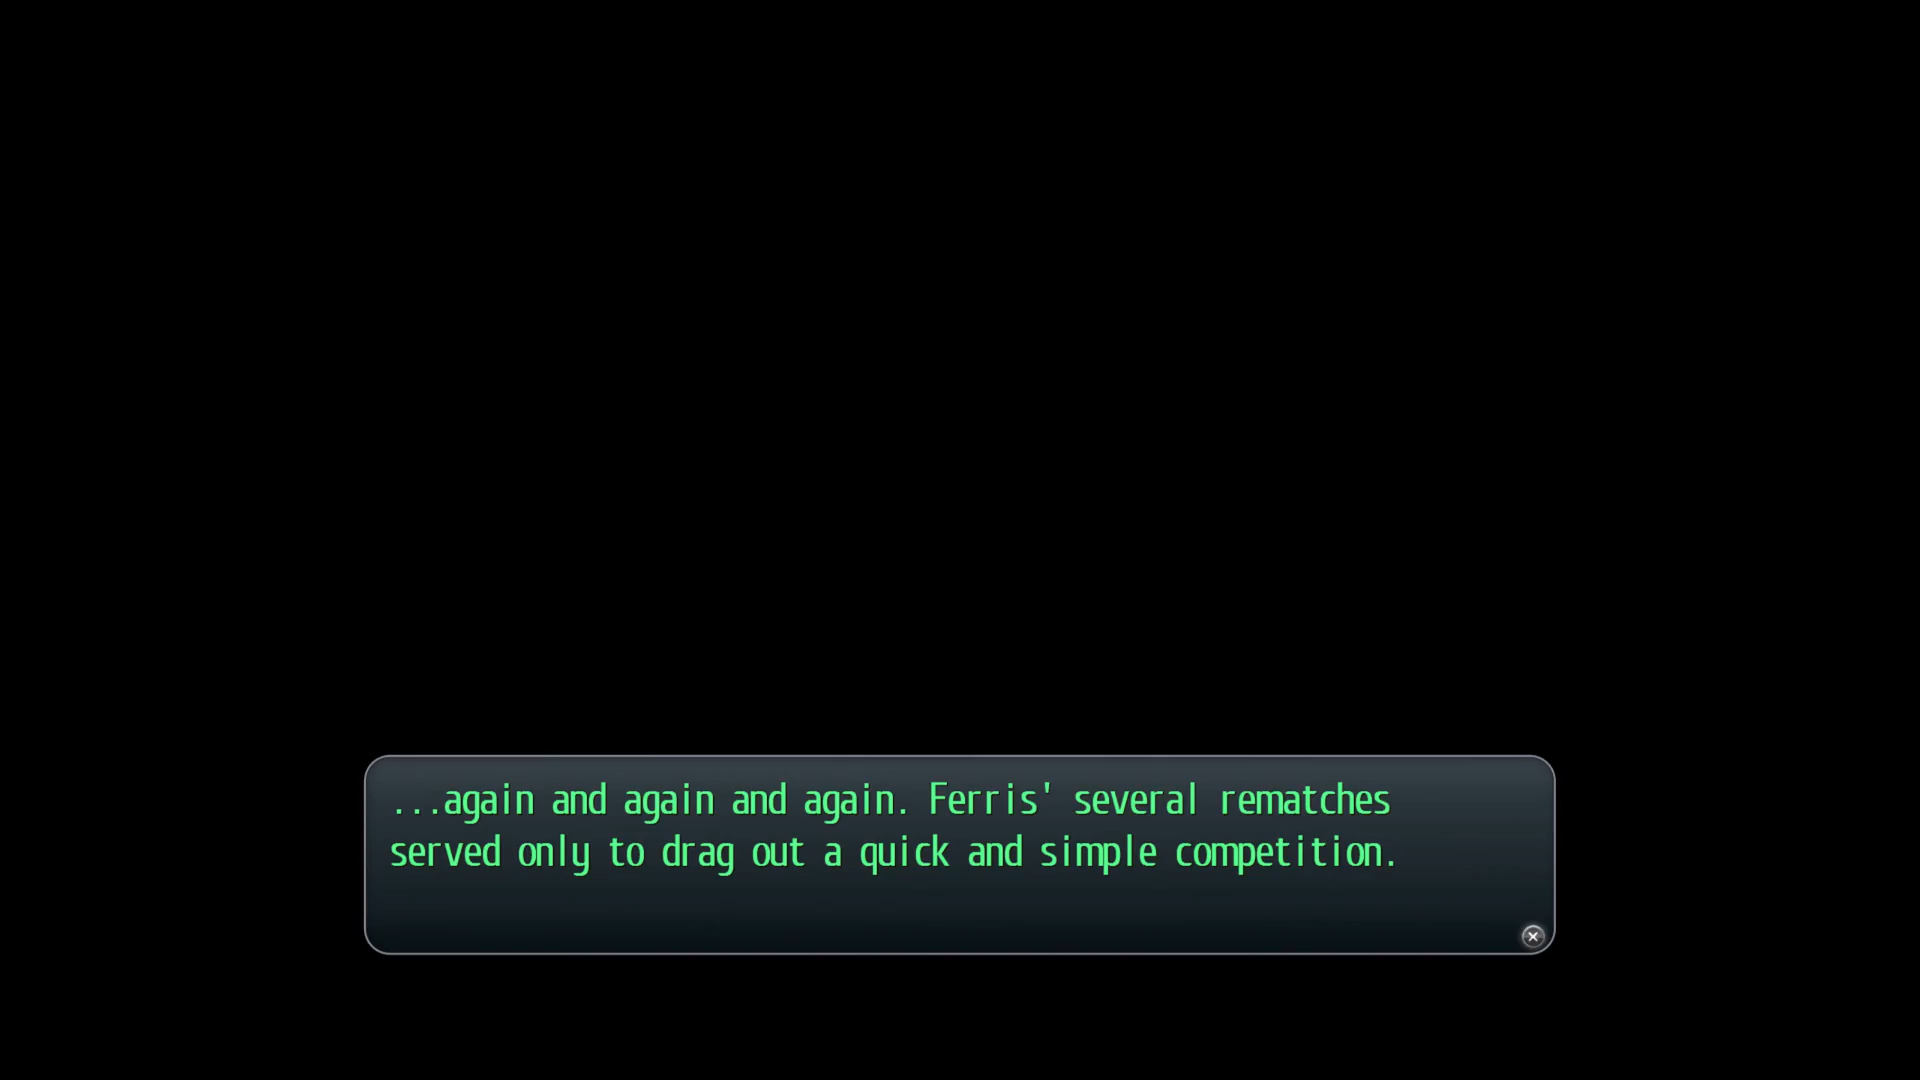 ...again and again and again. Ferris' several rematches
served only to drag out a quick and simple competition.